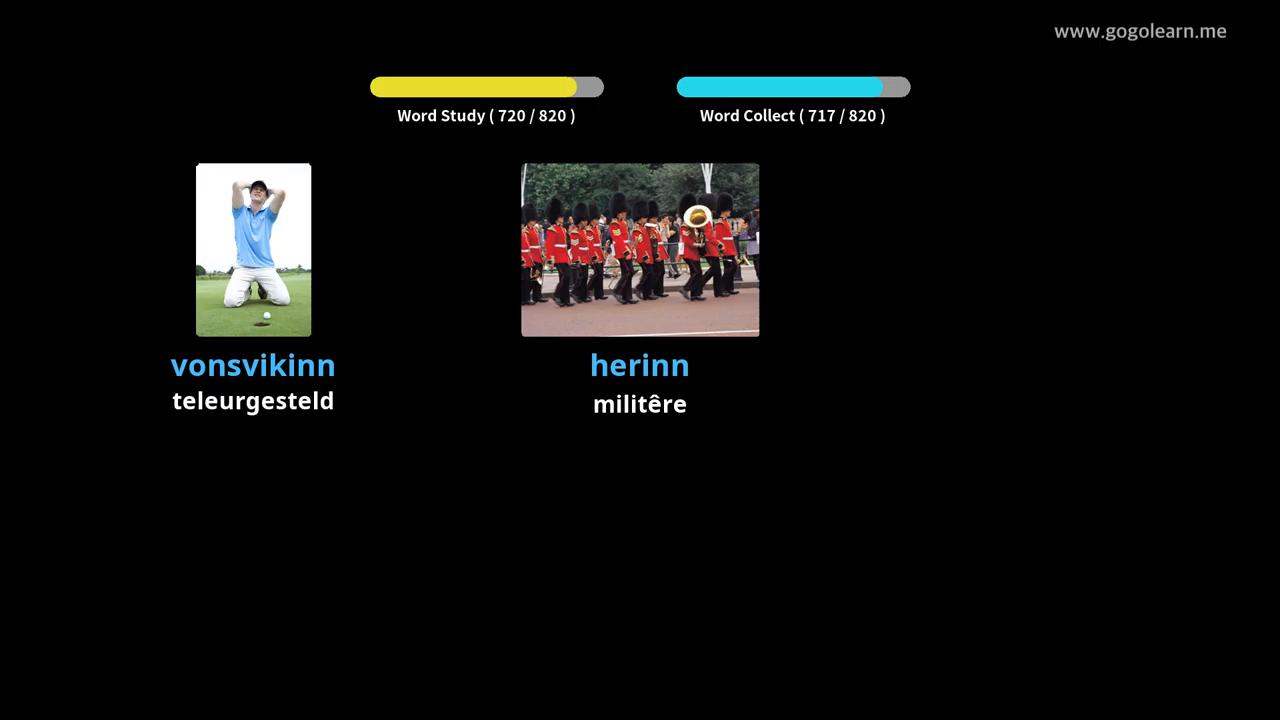 www.gogolearn.me
Word Study ( 720 / 820 )
Word Collect ( 717 / 820 )
vonsvikinn
teleurgesteld
herinn
militêre